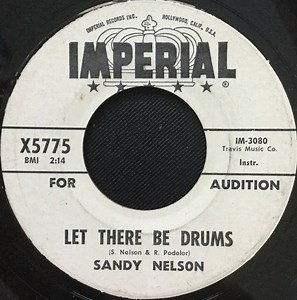 IMPERIAL RECORDS INC. HOLLYWOOD, CALIF. U.S.A.
IMPERIAL
®
X5775
BMI 2:14
IM-3080
Travis Music Co.
Instr.
FOR AUDITION
LET THERE BE DRUMS
(S. Nelson & R. Podolor)
SANDY NELSON